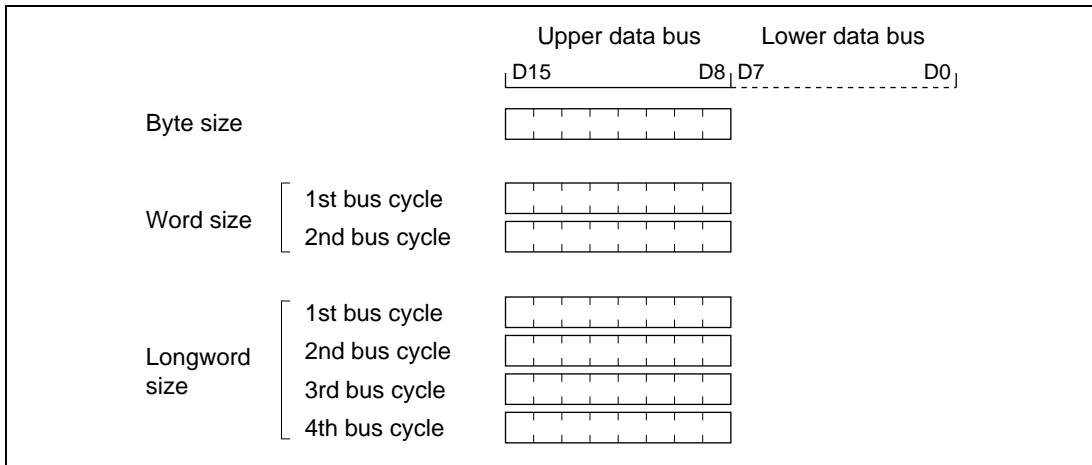 Upper data bus Lower data bus
D15 D8 D7 D0
Byte size
Word size
1st bus cycle
2nd bus cycle
Longword
size
1st bus cycle
2nd bus cycle
3rd bus cycle
4th bus cycle